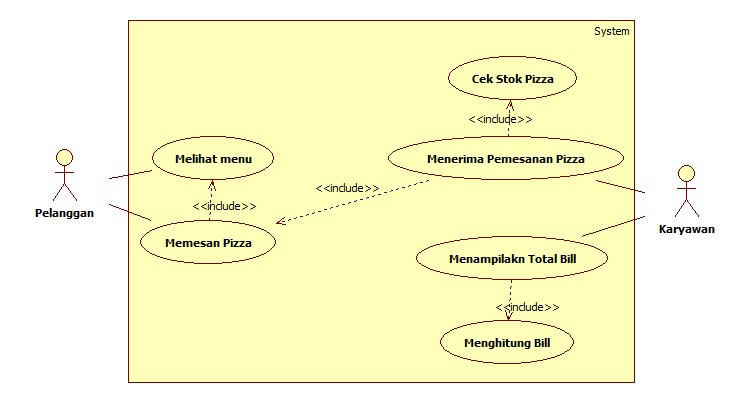 System
Cek Stok Pizza
<<include>>
Melihat menu
Menerima Pemesanan Pizza
<<include>>
<<include>>
Pelanggan
Karyawan
Memesan Pizza
Menampilakn Total Bill
<<include>>
Menghitung Bill